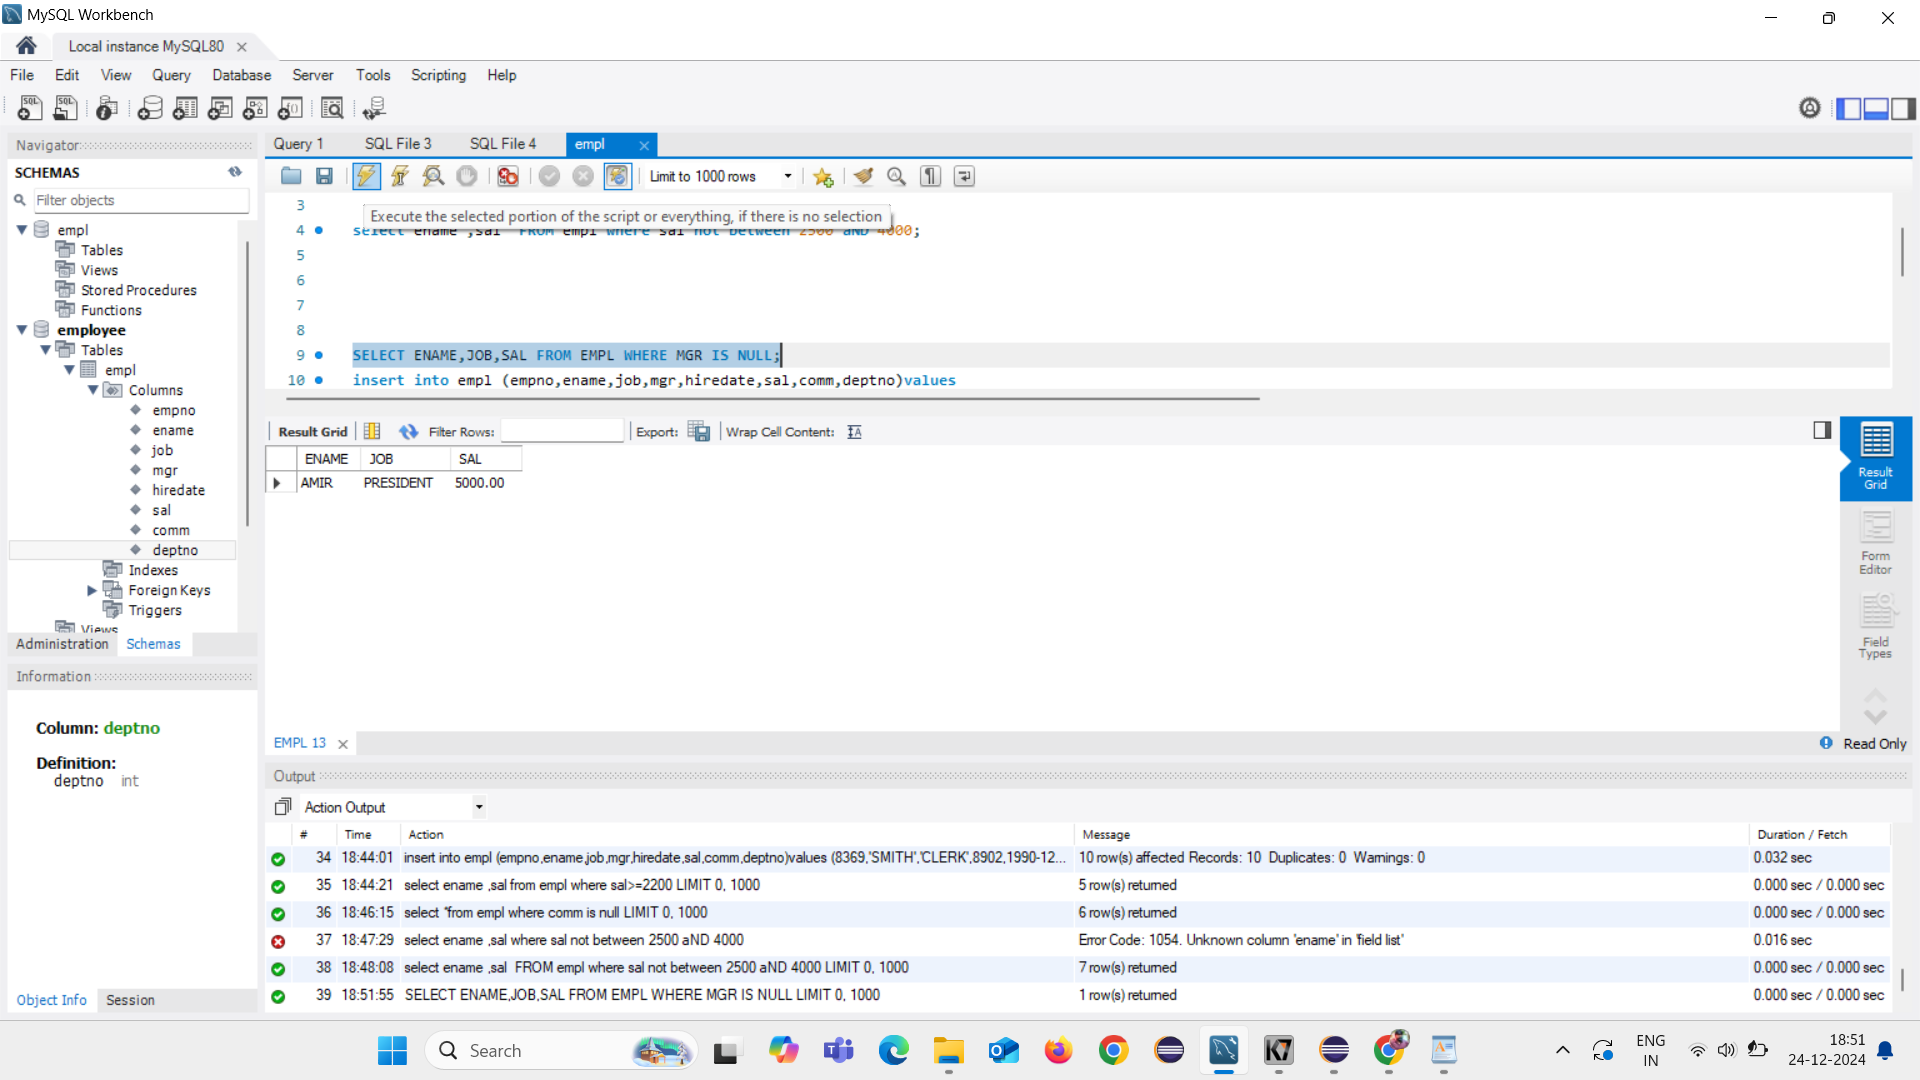 MySQL Workbench
Local instance MySQL80
File Edit View Query Database Server Tools Scripting Help
Navigator
SCHEMAS
Filter objects
empl
Tables
Views
Stored Procedures
Functions
employee
Tables
empl
Columns
empno
ename
job
mgr
hiredate
sal
comm
deptno
Indexes
Foreign Keys
Triggers
Views
Administration Schemas
Information
Column: deptno
Definition:
deptno int
Object Info Session
Query 1 SQL File 3 SQL File 4 empl
Limit to 1000 rows
3
Execute the selected portion of the script or everything, if there is no selection
4 select ename ,sal FROM empl where sal not between 2500 aND 4000;
5
6
7
8
9 SELECT ENAME,JOB,SAL FROM EMPL WHERE MGR IS NULL;
10 insert into empl (empno,ename,job,mgr,hiredate,sal,comm,deptno)values
Result Grid Filter Rows: Export: Wrap Cell Content:
ENAME JOB SAL
AMIR PRESIDENT 5000.00
Result Grid
Form Editor
Field Types
EMPL 13
Read Only
Output
Action Output
# Time Action Message Duration / Fetch
34 18:44:01 insert into empl (empno,ename,job,mgr,hiredate,sal,comm,deptno)values (8369,'SMITH','CLERK',8902,1990-12... 10 row(s) affected Records: 10 Duplicates: 0 Warnings: 0 0.032 sec
35 18:44:21 select ename ,sal from empl where sal>=2200 LIMIT 0, 1000 5 row(s) returned 0.000 sec / 0.000 sec
36 18:46:15 select *from empl where comm is null LIMIT 0, 1000 6 row(s) returned 0.000 sec / 0.000 sec
37 18:47:29 select ename ,sal where sal not between 2500 aND 4000 Error Code: 1054. Unknown column 'ename' in 'field list' 0.016 sec
38 18:48:08 select ename ,sal FROM empl where sal not between 2500 aND 4000 LIMIT 0, 1000 7 row(s) returned 0.000 sec / 0.000 sec
39 18:51:55 SELECT ENAME,JOB,SAL FROM EMPL WHERE MGR IS NULL LIMIT 0, 1000 1 row(s) returned 0.000 sec / 0.000 sec
Search
ENG
IN
18:51
24-12-2024